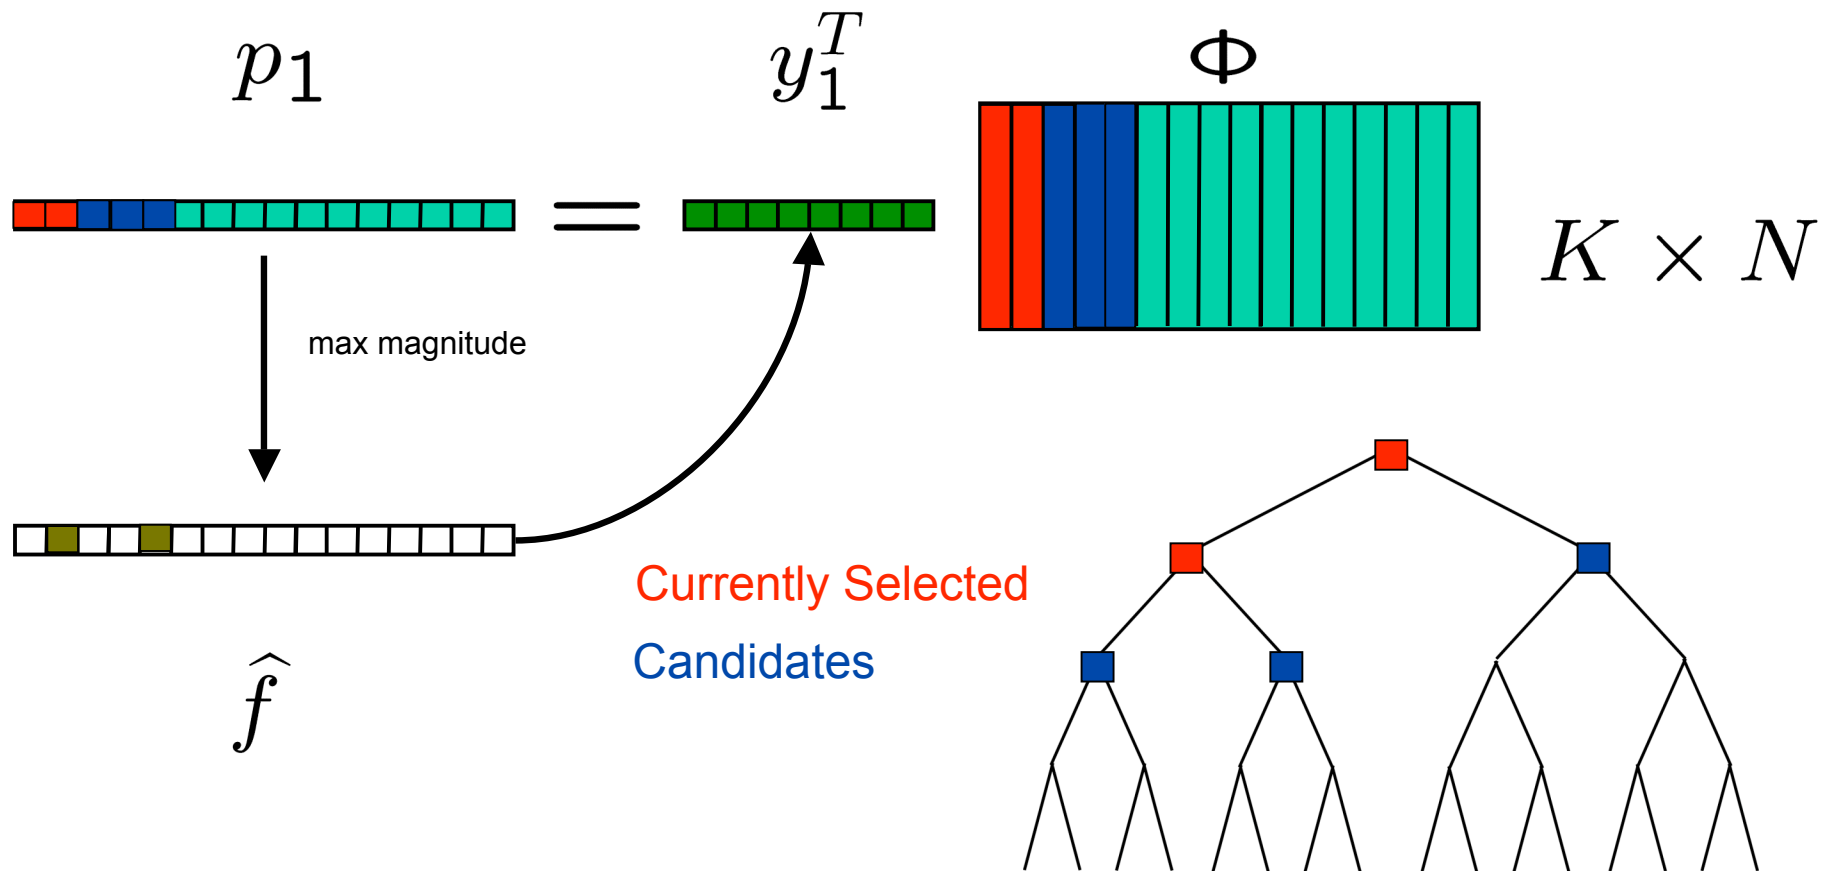 p₁
y₁ᵀ
Φ
K × N
max magnitude
f̂
Currently Selected
Candidates